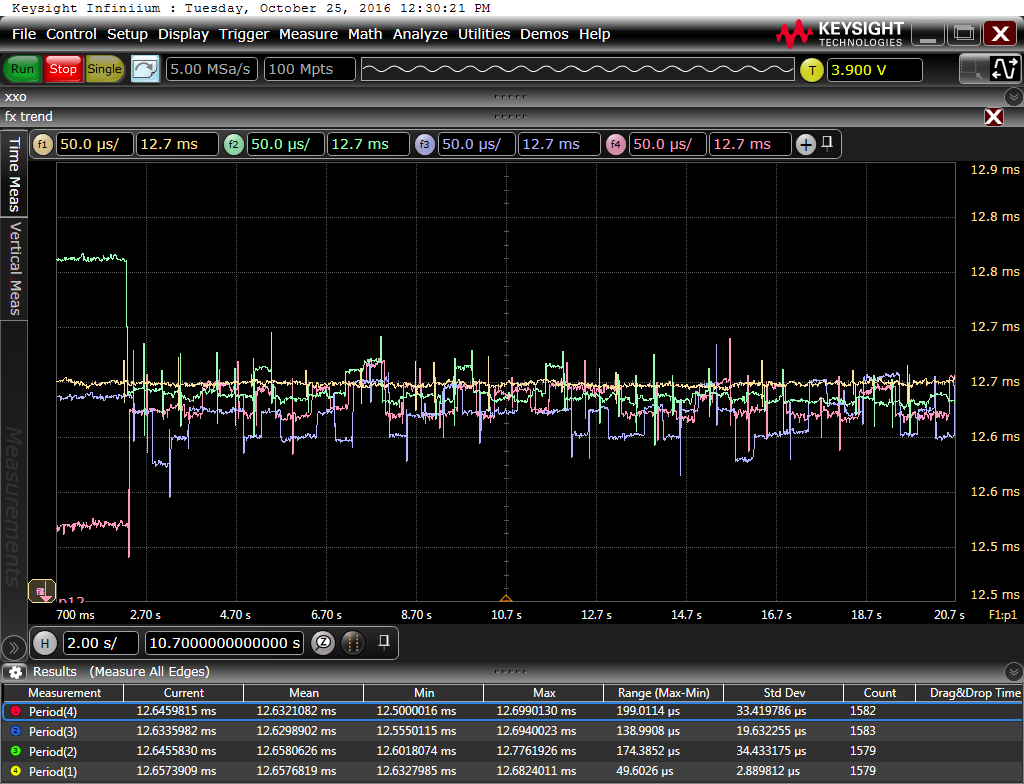 Keysight Infiniium : Tuesday, October 25, 2016 12:30:21 PM
File Control Setup Display Trigger Measure Math Analyze Utilities Demos Help
KEYSIGHT
TECHNOLOGIES
Run Stop Single 5.00 MSa/s 100 Mpts T 3.900 V
xxo
fx trend
f1 50.0 µs/ 12.7 ms f2 50.0 µs/ 12.7 ms f3 50.0 µs/ 12.7 ms f4 50.0 µs/ 12.7 ms
Time Meas
Vertical Meas
Measurements
12.9 ms
12.8 ms
12.8 ms
12.7 ms
12.7 ms
12.6 ms
12.6 ms
12.5 ms
12.5 ms
700 ms 2.70 s 4.70 s 6.70 s 8.70 s 10.7 s 12.7 s 14.7 s 16.7 s 18.7 s 20.7 s F1:p1
H 2.00 s/ 10.7000000000000 s Z
Results (Measure All Edges)
Measurement Current Mean Min Max Range (Max-Min) Std Dev Count Drag&Drop Time
1 Period(4) 12.6459815 ms 12.6321082 ms 12.5000016 ms 12.6990130 ms 199.0114 µs 33.419786 µs 1582
2 Period(3) 12.6335982 ms 12.6298902 ms 12.5550115 ms 12.6940023 ms 138.9908 µs 19.632255 µs 1583
3 Period(2) 12.6455830 ms 12.6580626 ms 12.6018074 ms 12.7761926 ms 174.3852 µs 34.433175 µs 1579
4 Period(1) 12.6573909 ms 12.6576819 ms 12.6327985 ms 12.6824011 ms 49.6026 µs 2.889812 µs 1579